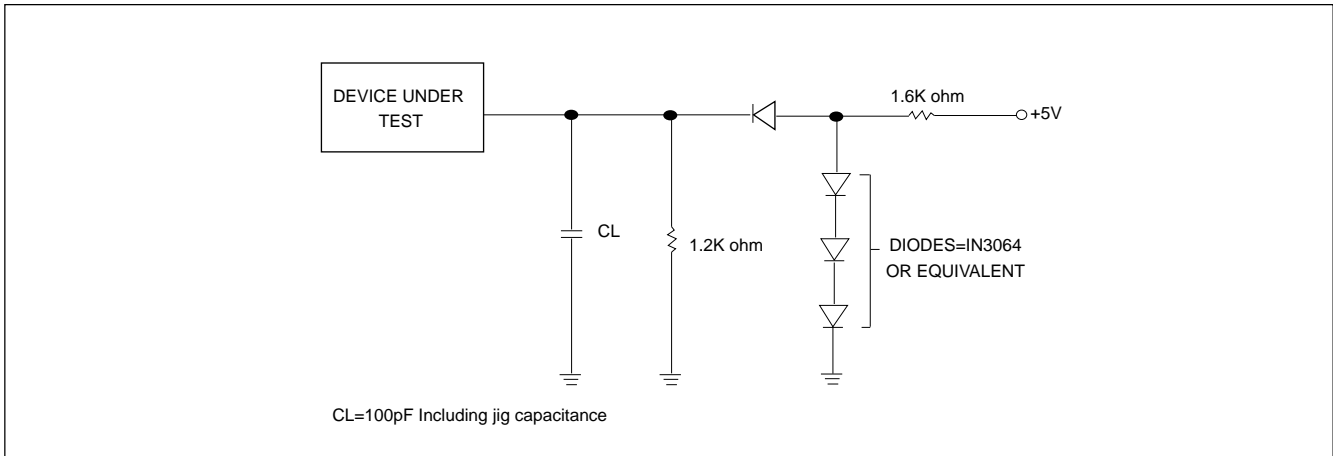 DEVICE UNDER
TEST
1.6K ohm
+5V
CL
1.2K ohm
DIODES=IN3064
OR EQUIVALENT
CL=100pF Including jig capacitance